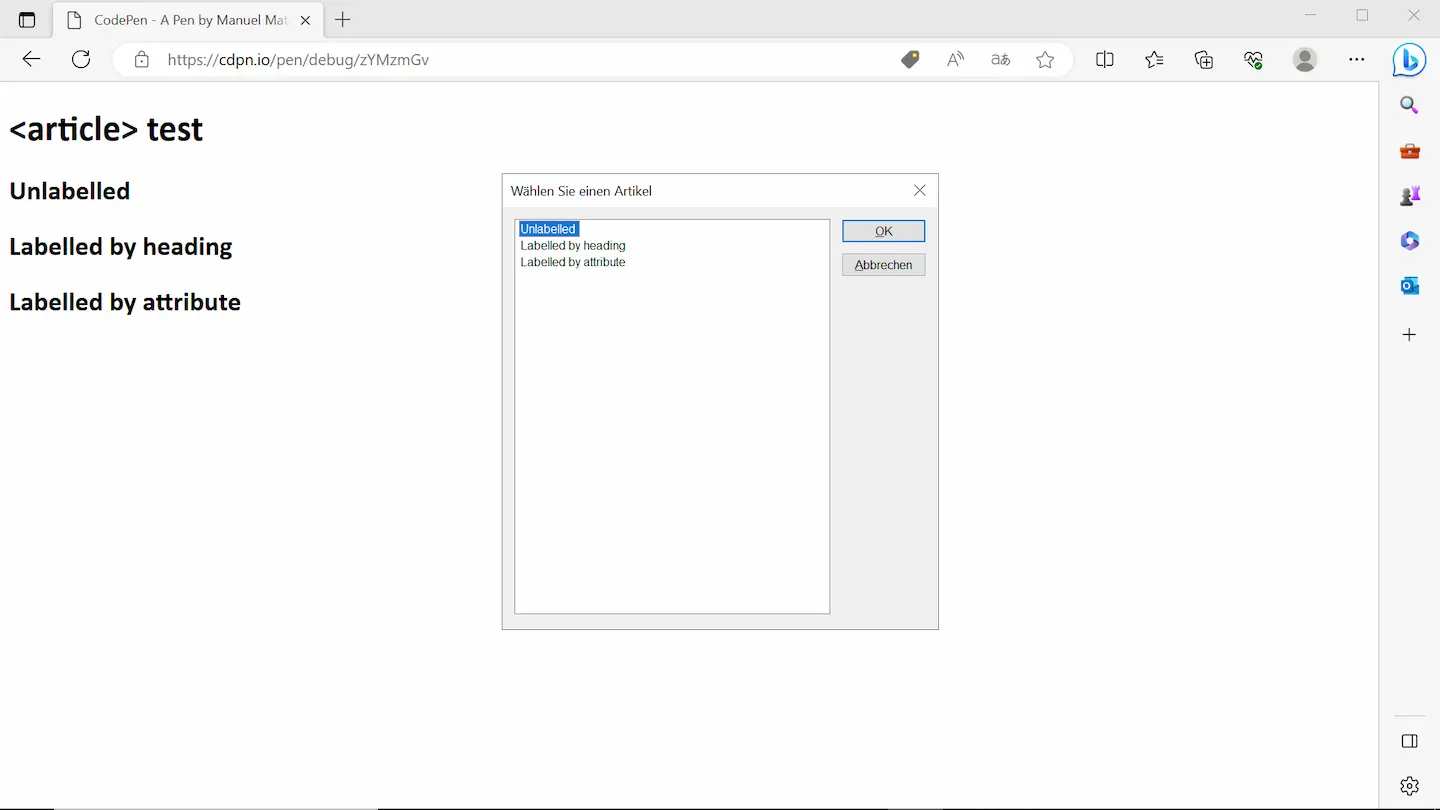 CodePen - A Pen by Manuel Mat
https://cdpn.io/pen/debug/zYMzmGv
<article> test
Unlabelled
Labelled by heading
Labelled by attribute
Wählen Sie einen Artikel
Unlabelled
Labelled by heading
Labelled by attribute
OK
Abbrechen